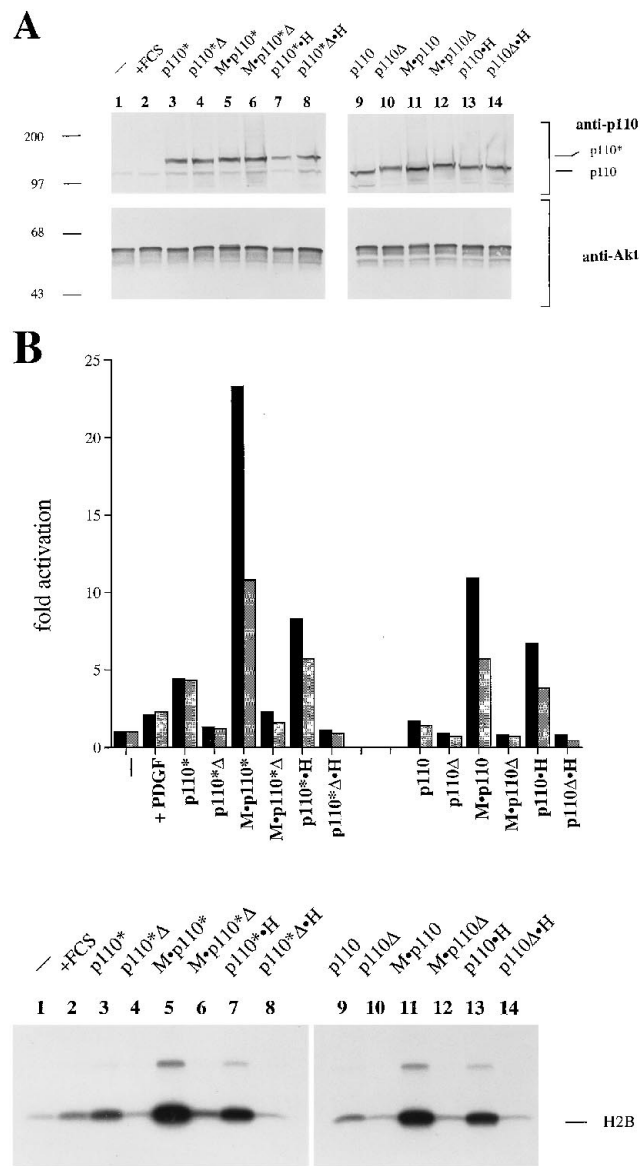 A
— +FCS p110* p110*Δ M•p110* M•p110*Δ p110*•H p110*Δ•H p110 p110Δ M•p110 M•p110Δ p110•H p110Δ•H
1 2 3 4 5 6 7 8 9 10 11 12 13 14
anti-p110
200
p110*
p110
97
68
anti-Akt
43
B
25
20
15
10
5
0
fold activation
— + PDGF p110* p110*Δ M•p110* M•p110*Δ p110*•H p110*Δ•H p110 p110Δ M•p110 M•p110Δ p110•H p110Δ•H
— +FCS p110* p110*Δ M•p110* M•p110*Δ p110*•H p110*Δ•H p110 p110Δ M•p110 M•p110Δ p110•H p110Δ•H
1 2 3 4 5 6 7 8 9 10 11 12 13 14
H2B